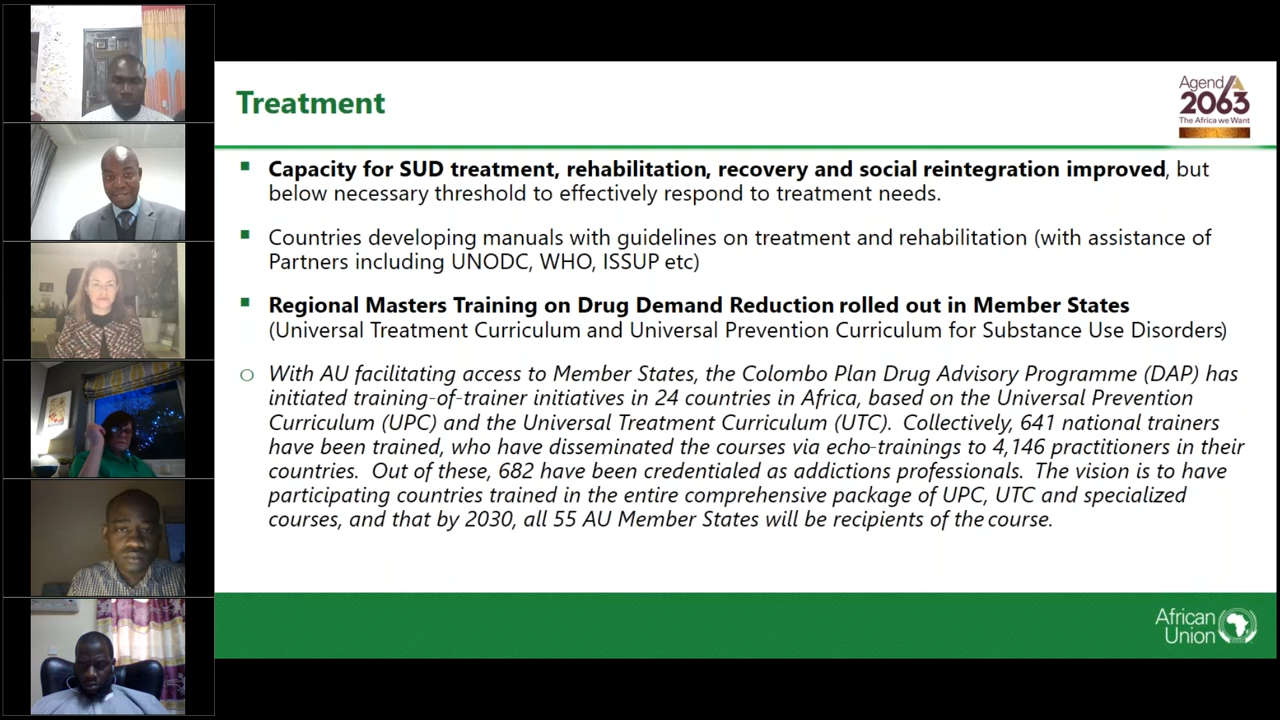 Treatment
Agenda
2063
The Africa we Want
Capacity for SUD treatment, rehabilitation, recovery and social reintegration improved, but
below necessary threshold to effectively respond to treatment needs.
Countries developing manuals with guidelines on treatment and rehabilitation (with assistance of
Partners including UNODC, WHO, ISSUP etc)
Regional Masters Training on Drug Demand Reduction rolled out in Member States
(Universal Treatment Curriculum and Universal Prevention Curriculum for Substance Use Disorders)
With AU facilitating access to Member States, the Colombo Plan Drug Advisory Programme (DAP) has
initiated training-of-trainer initiatives in 24 countries in Africa, based on the Universal Prevention
Curriculum (UPC) and the Universal Treatment Curriculum (UTC). Collectively, 641 national trainers
have been trained, who have disseminated the courses via echo-trainings to 4,146 practitioners in their
countries. Out of these, 682 have been credentialed as addictions professionals. The vision is to have
participating countries trained in the entire comprehensive package of UPC, UTC and specialized
courses, and that by 2030, all 55 AU Member States will be recipients of the course.
African
Union